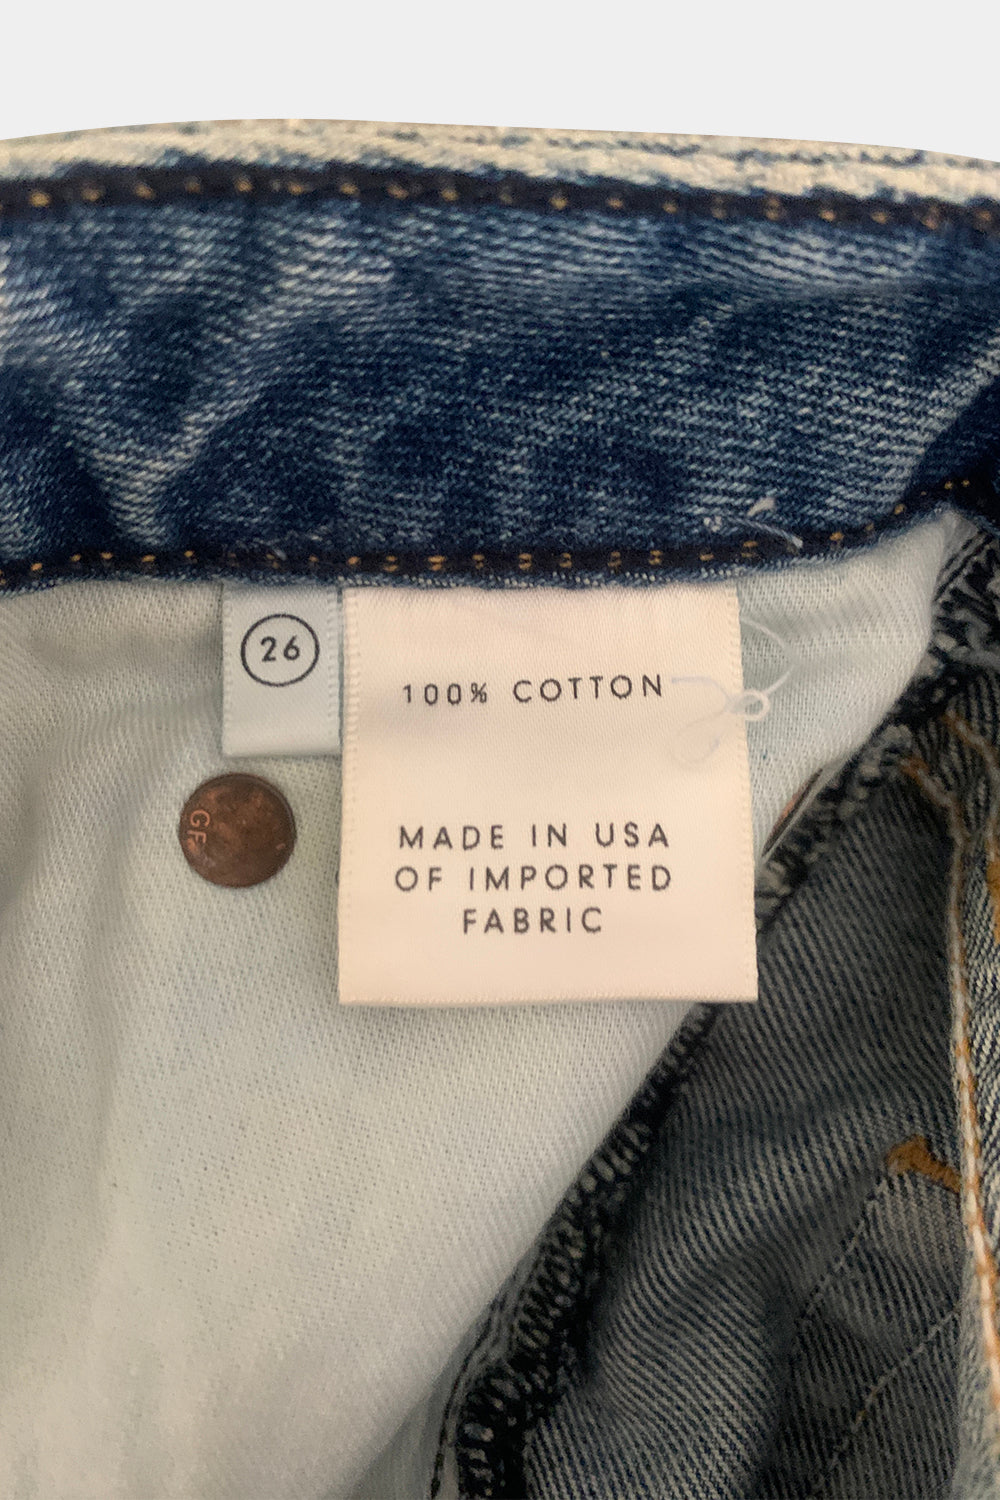 26
100% COTTON
MADE IN USA
OF IMPORTED
FABRIC
GF